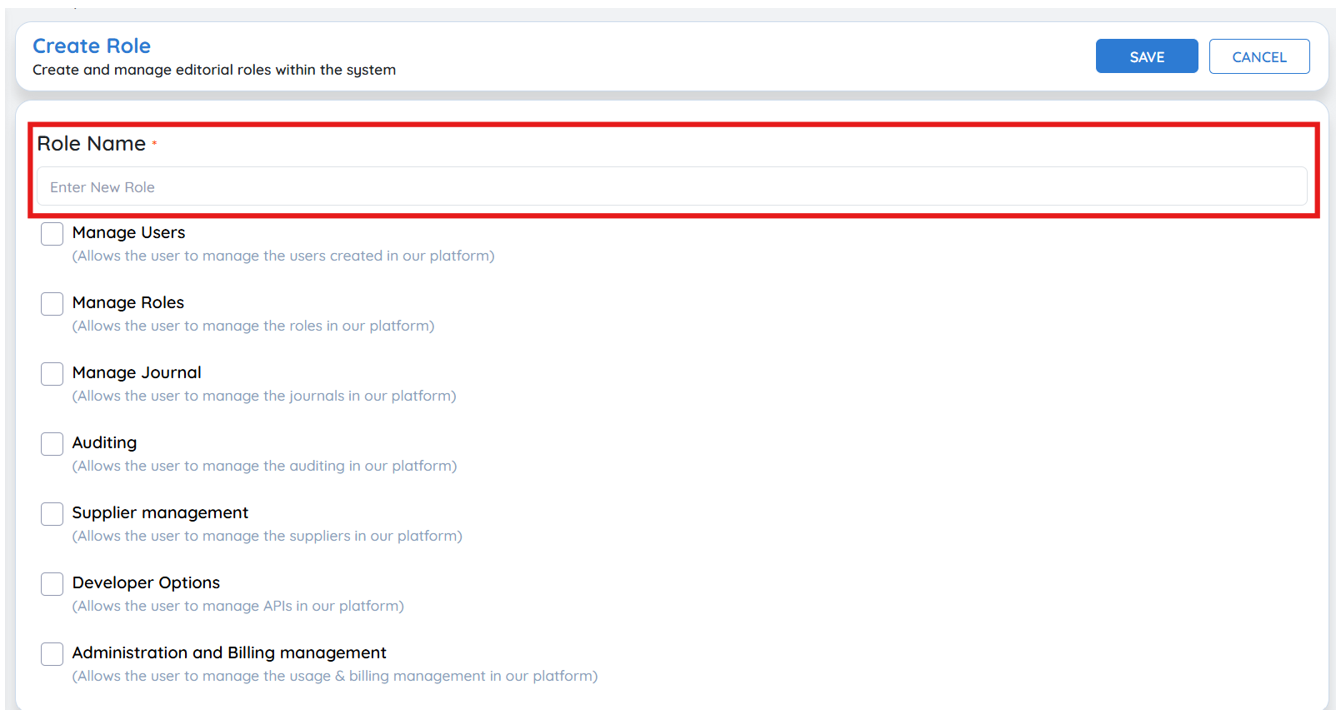 Create Role
Create and manage editorial roles within the system
SAVE
CANCEL
Role Name *
Enter New Role
Manage Users
(Allows the user to manage the users created in our platform)
Manage Roles
(Allows the user to manage the roles in our platform)
Manage Journal
(Allows the user to manage the journals in our platform)
Auditing
(Allows the user to manage the auditing in our platform)
Supplier management
(Allows the user to manage the suppliers in our platform)
Developer Options
(Allows the user to manage APIs in our platform)
Administration and Billing management
(Allows the user to manage the usage & billing management in our platform)